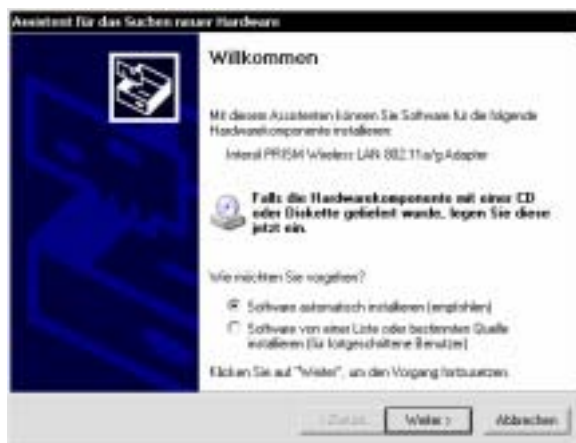 Assistent für das Suchen neuer Hardware
Willkommen
Mit diesem Assistenten können Sie Software für die folgende
Hardwarekomponente installieren:
Intersil PRISM Wireless LAN 802.11a/g Adapter
Falls die Hardwarekomponente mit einer CD
oder Diskette geliefert wurde, legen Sie diese
jetzt ein.
Wie möchten Sie vorgehen?
Software automatisch installieren (empfohlen)
Software von einer Liste oder bestimmten Quelle
installieren (für fortgeschrittene Benutzer)
Klicken Sie auf "Weiter", um den Vorgang fortzusetzen.
< Zurück
Weiter >
Abbrechen